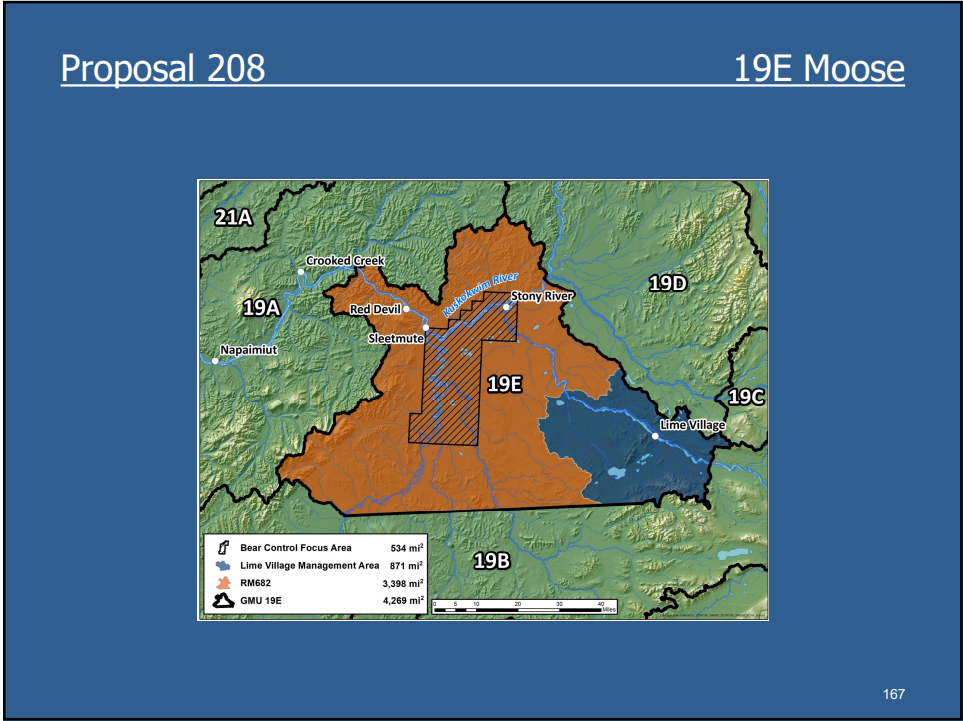 Proposal 208 19E Moose
21A
Crooked Creek
19D
Kuskokwim River
Stony River
19A
Red Devil
Sleetmute
Napaimiut
19E
19C
Lime Village
Bear Control Focus Area 534 mi²
Lime Village Management Area 871 mi²
RM682 3,398 mi²
GMU 19E 4,269 mi²
19B
0 5 10 20 30 40
Miles
167